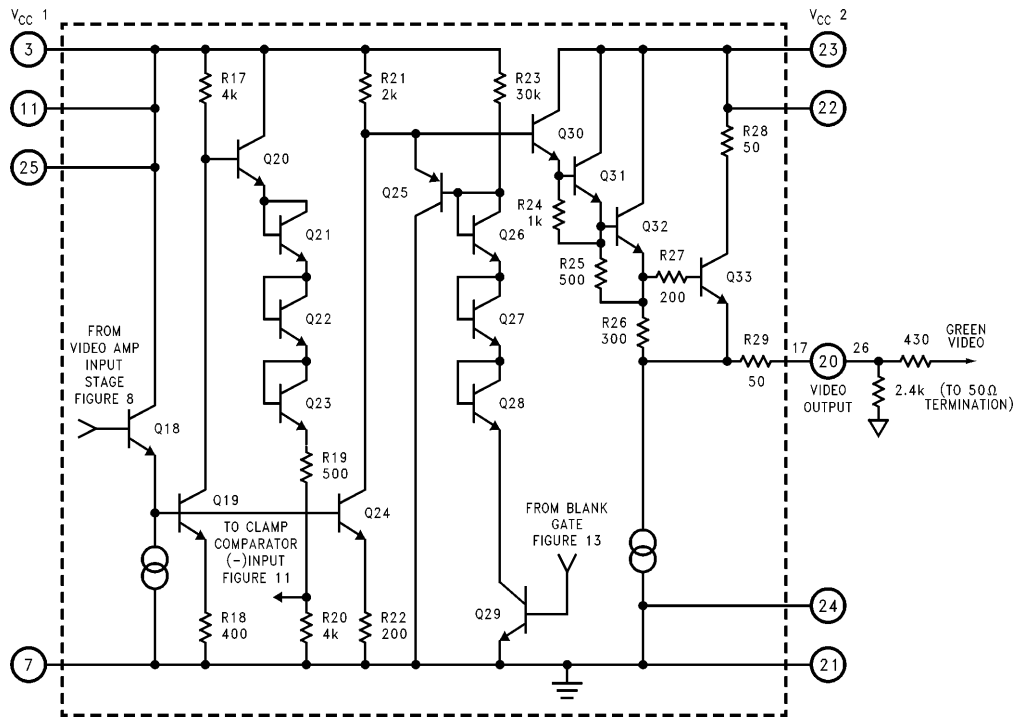 VCC 1
VCC 2
3
23
11
22
25
R17
4k
R21
2k
R23
30k
R28
50
Q20
Q30
Q25
Q31
R24
1k
Q21
Q26
Q32
R25
500
R27
200
Q33
R26
300
Q22
Q27
R29
50
17
20
26
430
GREEN
VIDEO
VIDEO
OUTPUT
2.4k
(TO 50Ω
TERMINATION)
FROM
VIDEO AMP
INPUT
STAGE
FIGURE 8
Q18
Q23
Q28
R19
500
Q19
Q24
TO CLAMP
COMPARATOR
(-)INPUT
FIGURE 11
FROM BLANK
GATE
FIGURE 13
R18
400
R20
4k
R22
200
Q29
24
7
21